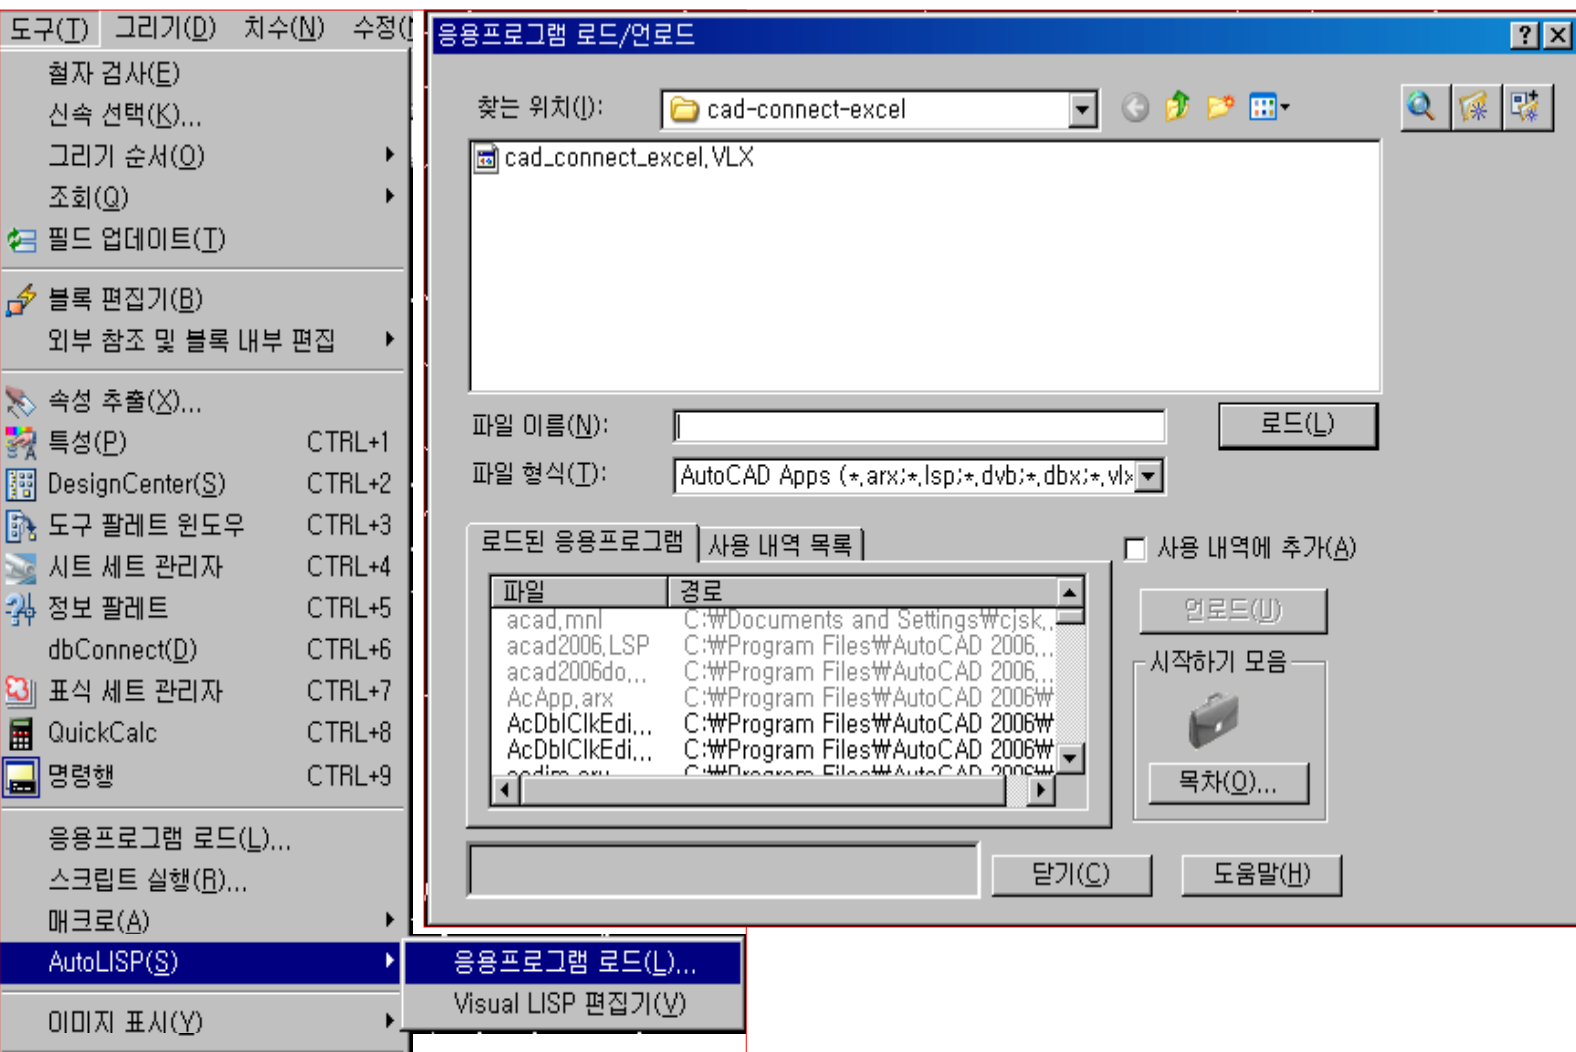 도구(T) 그리기(D) 치수(N) 수정(
철자 검사(E)
신속 선택(K)...
그리기 순서(O)
조회(Q)
필드 업데이트(T)
블록 편집기(B)
외부 참조 및 블록 내부 편집
속성 추출(X)...
특성(P) CTRL+1
DesignCenter(S) CTRL+2
도구 팔레트 윈도우 CTRL+3
시트 세트 관리자 CTRL+4
정보 팔레트 CTRL+5
dbConnect(D) CTRL+6
표식 세트 관리자 CTRL+7
QuickCalc CTRL+8
명령행 CTRL+9
응용프로그램 로드(L)...
스크립트 실행(R)...
매크로(A)
AutoLISP(S)
이미지 표시(Y)
응용프로그램 로드(L)...
Visual LISP 편집기(V)
응용프로그램 로드/언로드
찾는 위치(I): cad-connect-excel
cad_connect_excel.VLX
파일 이름(N): 로드(L)
파일 형식(T): AutoCAD Apps (*.arx;*.lsp;*.dvb;*.dbx;*.vlx
로드된 응용프로그램 사용 내역 목록
사용 내역에 추가(A)
파일 경로
acad.mnl C:₩Documents and Settings₩cjsk...
acad2006.LSP C:₩Program Files₩AutoCAD 2006...
acad2006do... C:₩Program Files₩AutoCAD 2006...
AcApp.arx C:₩Program Files₩AutoCAD 2006₩
AcDblClkEdi... C:₩Program Files₩AutoCAD 2006₩
AcDblClkEdi... C:₩Program Files₩AutoCAD 2006₩
acdim.arx C:₩Program Files₩AutoCAD 2006₩
언로드(U)
시작하기 모음
목차(O)...
닫기(C) 도움말(H)